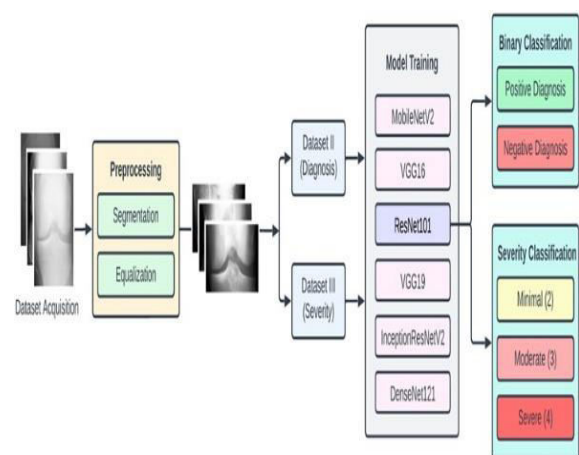 Dataset Acquisition
Preprocessing
Segmentation
Equalization
Dataset II
(Diagnosis)
Dataset III
(Severity)
Model Training
MobileNetV2
VGG16
ResNet101
VGG19
InceptionResNetV2
DenseNet121
Binary Classification
Positive Diagnosis
Negative Diagnosis
Severity Classification
Minimal (2)
Moderate (3)
Severe (4)